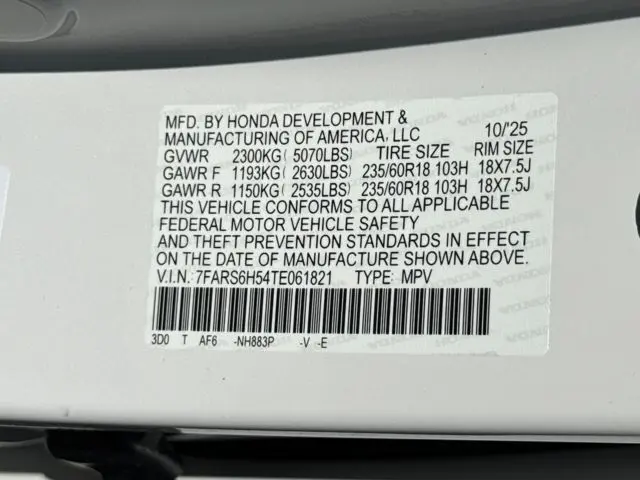 MFD. BY HONDA DEVELOPMENT &
MANUFACTURING OF AMERICA, LLC 10/'25
GVWR 2300KG( 5070LBS) TIRE SIZE RIM SIZE
GAWR F 1193KG( 2630LBS) 235/60R18 103H 18X7.5J
GAWR R 1150KG( 2535LBS) 235/60R18 103H 18X7.5J
THIS VEHICLE CONFORMS TO ALL APPLICABLE
FEDERAL MOTOR VEHICLE SAFETY
AND THEFT PREVENTION STANDARDS IN EFFECT
ON THE DATE OF MANUFACTURE SHOWN ABOVE.
V.I.N.:7FARS6H54TE061821 TYPE: MPV
3D0 T AF6 -NH883P -V -E